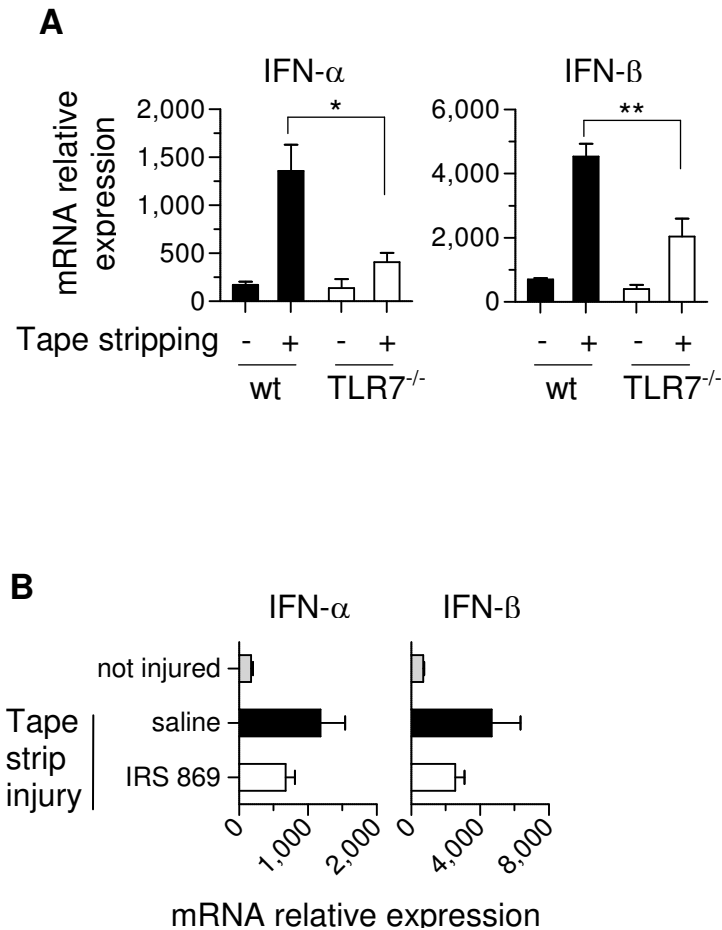 A
IFN-α IFN-ß
mRNA relative
expression
2,000
1,500
1,000
500
0
*
6,000
4,000
2,000
0
**
Tape stripping - + - + - + - +
wt TLR7-/- wt TLR7-/-
B
IFN-α IFN-ß
not injured
saline
IRS 869
Tape
strip
injury
0 1,000 2,000 0 4,000 8,000
mRNA relative expression